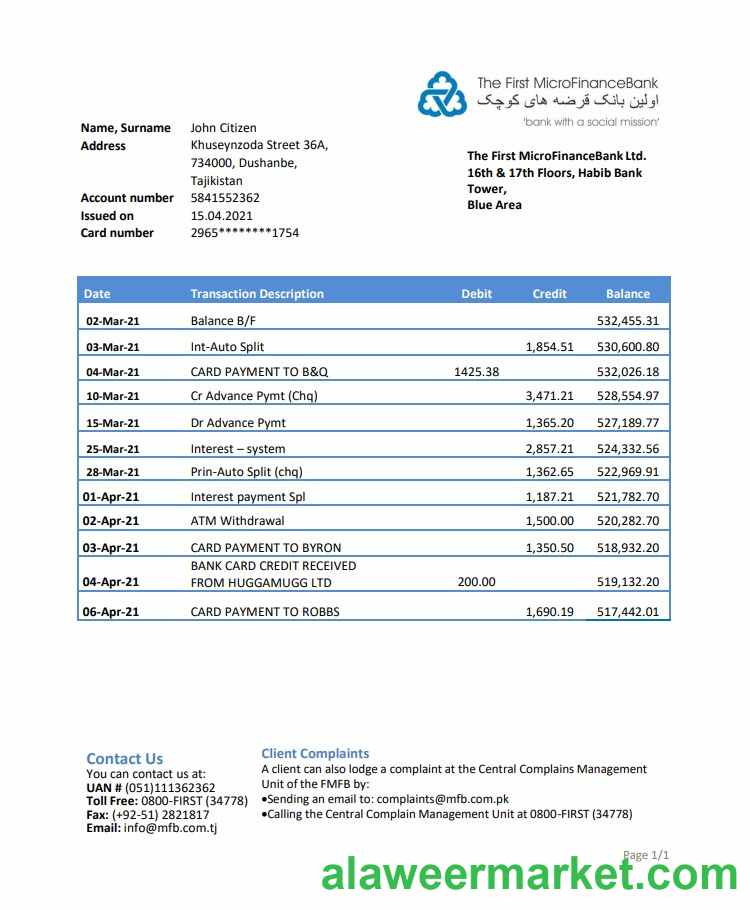 The First MicroFinanceBank
اولین بانک قرضه های کوچک
'bank with a social mission'
Name, Surname John Citizen
Address Khuseynzoda Street 36A,
734000, Dushanbe,
Tajikistan
Account number 5841552362
Issued on 15.04.2021
Card number 2965********1754
The First MicroFinanceBank Ltd.
16th & 17th Floors, Habib Bank
Tower,
Blue Area
Date Transaction Description Debit Credit Balance
02-Mar-21 Balance B/F 532,455.31
03-Mar-21 Int-Auto Split 1,854.51 530,600.80
04-Mar-21 CARD PAYMENT TO B&Q 1425.38 532,026.18
10-Mar-21 Cr Advance Pymt (Chq) 3,471.21 528,554.97
15-Mar-21 Dr Advance Pymt 1,365.20 527,189.77
25-Mar-21 Interest – system 2,857.21 524,332.56
28-Mar-21 Prin-Auto Split (chq) 1,362.65 522,969.91
01-Apr-21 Interest payment Spl 1,187.21 521,782.70
02-Apr-21 ATM Withdrawal 1,500.00 520,282.70
03-Apr-21 CARD PAYMENT TO BYRON 1,350.50 518,932.20
BANK CARD CREDIT RECEIVED
04-Apr-21 FROM HUGGAMUGG LTD 200.00 519,132.20
06-Apr-21 CARD PAYMENT TO ROBBS 1,690.19 517,442.01
Contact Us
You can contact us at:
UAN # (051)111362362
Toll Free: 0800-FIRST (34778)
Fax: (+92-51) 2821817
Email: info@mfb.com.tj
Client Complaints
A client can also lodge a complaint at the Central Complains Management
Unit of the FMFB by:
•Sending an email to: complaints@mfb.com.pk
•Calling the Central Complain Management Unit at 0800-FIRST (34778)
Page 1/1
alaweermarket.com